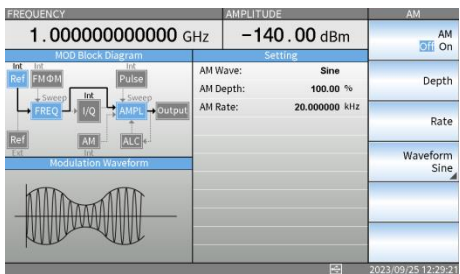 FREQUENCY AMPLITUDE AM
1.000000000000 GHz -140.00 dBm
AM
Off On
MOD Block Diagram
Setting
Int Int Int
Ref FMΦM Pulse
Sweep Int Sweep
FREQ I/Q AMPL Output
Ref AM ALC
Ext Int
AM Wave: Sine
AM Depth: 100.00 %
AM Rate: 20.000000 kHz
Depth
Rate
Waveform
Sine
Modulation Waveform
2023/09/25 12:29:21